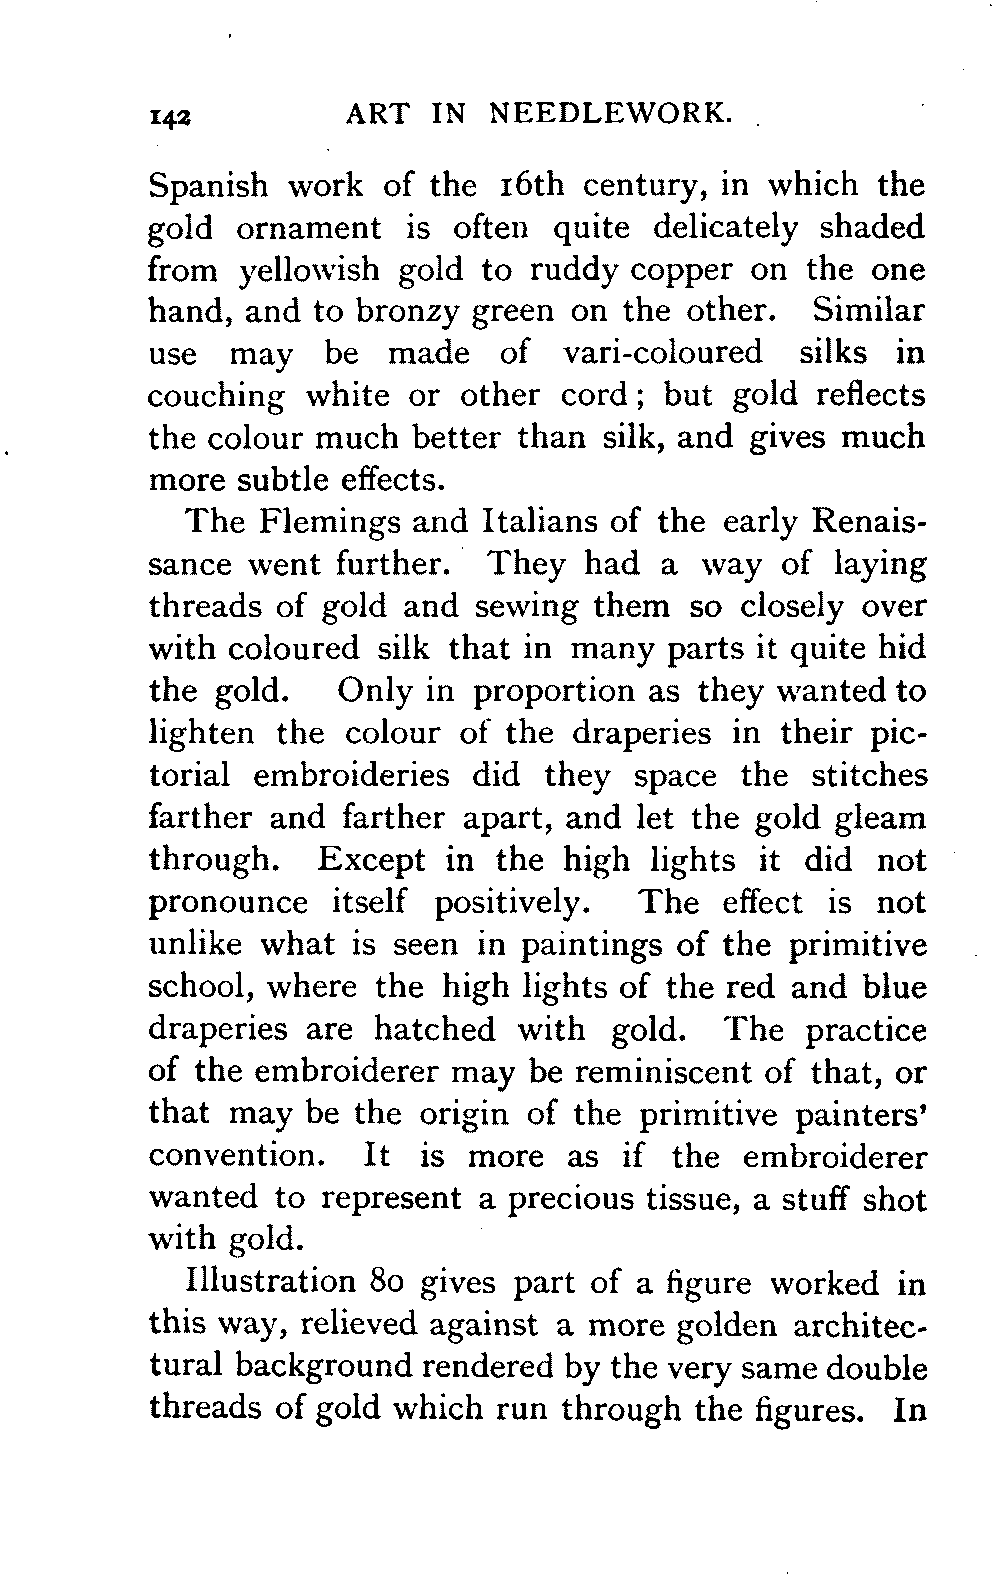 142 ART IN NEEDLEWORK.
Spanish work of the 16th century, in which the
gold ornament is often quite delicately shaded
from yellowish gold to ruddy copper on the one
hand, and to bronzy green on the other. Similar
use may be made of vari-coloured silks in
couching white or other cord; but gold reflects
the colour much better than silk, and gives much
more subtle effects.
The Flemings and Italians of the early Renais-
sance went further. They had a way of laying
threads of gold and sewing them so closely over
with coloured silk that in many parts it quite hid
the gold. Only in proportion as they wanted to
lighten the colour of the draperies in their pic-
torial embroideries did they space the stitches
farther and farther apart, and let the gold gleam
through. Except in the high lights it did not
pronounce itself positively. The effect is not
unlike what is seen in paintings of the primitive
school, where the high lights of the red and blue
draperies are hatched with gold. The practice
of the embroiderer may be reminiscent of that, or
that may be the origin of the primitive painters'
convention. It is more as if the embroiderer
wanted to represent a precious tissue, a stuff shot
with gold.
Illustration 80 gives part of a figure worked in
this way, relieved against a more golden architec-
tural background rendered by the very same double
threads of gold which run through the figures. In